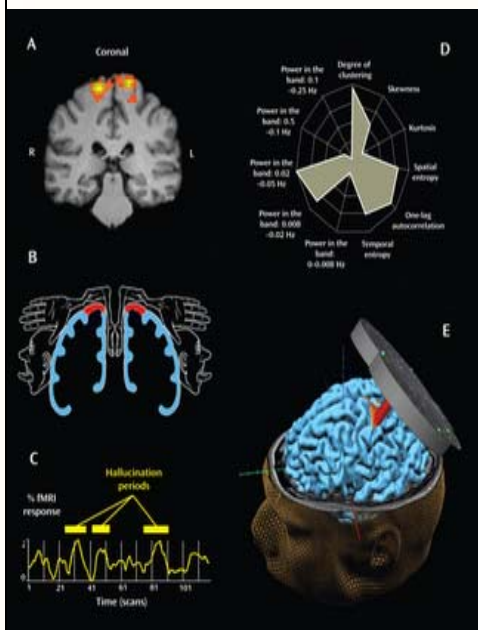 A
Coronal
R
L
B
C
Hallucination
periods
% fMRI
response
2
0
1
21
41
61
81
101
Time (scans)
D
Degree of
clustering
Skewness
Kurtosis
Spatial
entropy
One-lag
autocorrelation
Temporal
entropy
Power in the
band:
0–0.008 Hz
Power in the
band: 0.008
–0.02 Hz
Power in the
band: 0.02
–0.05 Hz
Power in the
band: 0.5
–0.1 Hz
Power in the
band: 0.1
–0.25 Hz
E